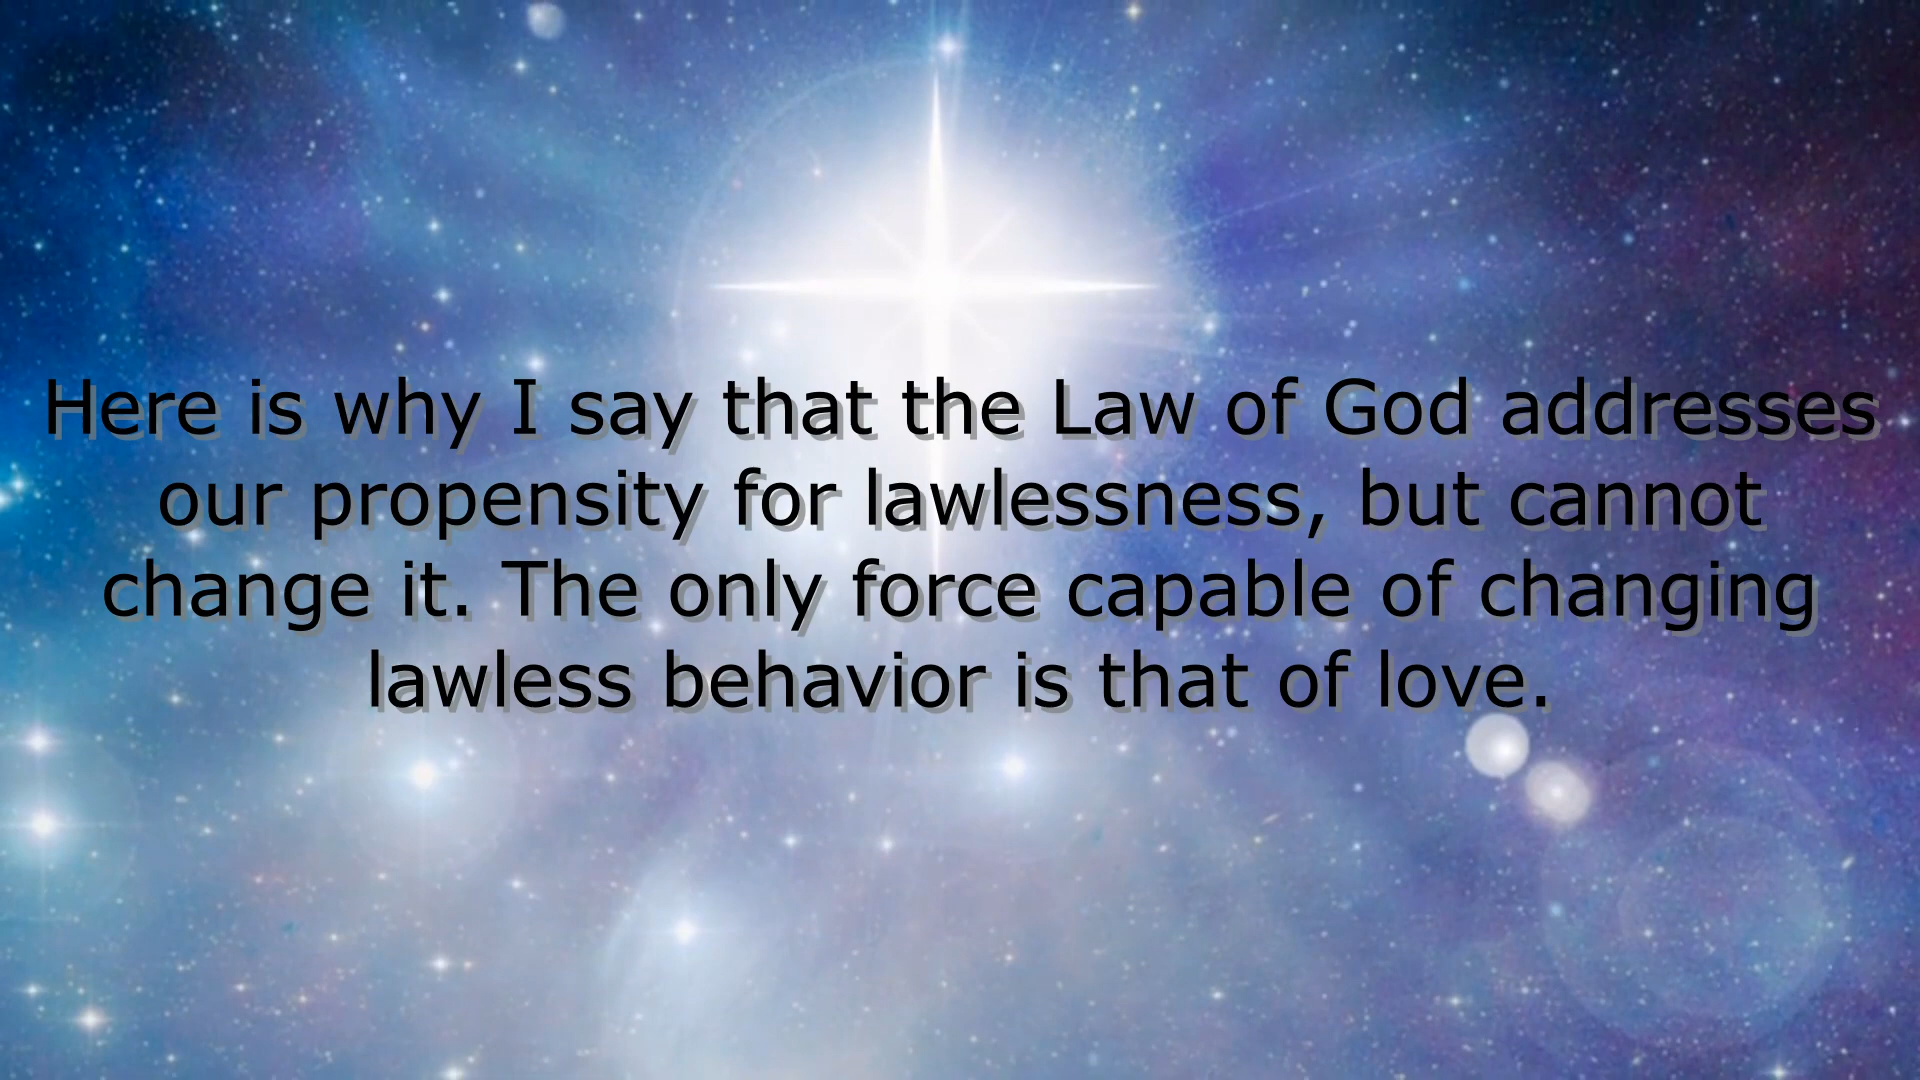 Here is why I say that the Law of God addresses
our propensity for lawlessness, but cannot
change it. The only force capable of changing
lawless behavior is that of love.